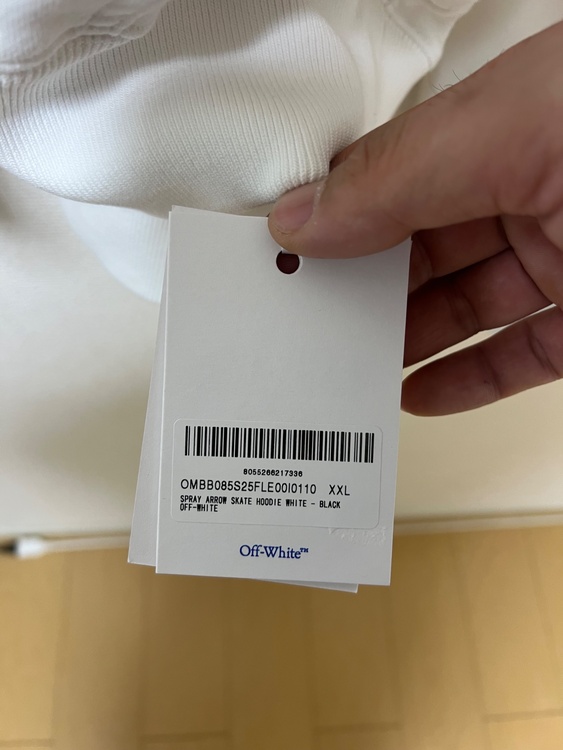 8055266217336
OMBB085S25FLE00I0110 XXL
SPRAY ARROW SKATE HOODIE WHITE - BLACK
OFF-WHITE
Off-White™